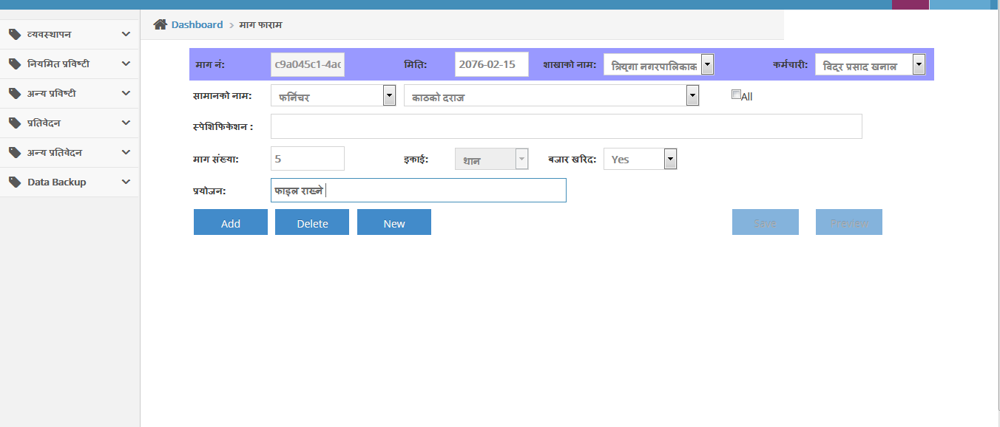 व्यवस्थापन
नियमित प्रविष्टी
अन्य प्रविष्टी
प्रतिवेदन
अन्य प्रतिवेदन
Data Backup
Dashboard > माग फाराम
माग नं: c9a045c1-4ac मिति: 2076-02-15 शाखाको नाम: त्रियुगा नगरपालिकाक कर्मचारी: विदुर प्रसाद खनाल
सामानको नाम: फर्निचर काठको दराज All
स्पेशिफिकेशन :
माग संख्या: 5 इकाई: थान बजार खरिद: Yes
प्रयोजन: फाइल राख्ने
Add Delete New Save Preview